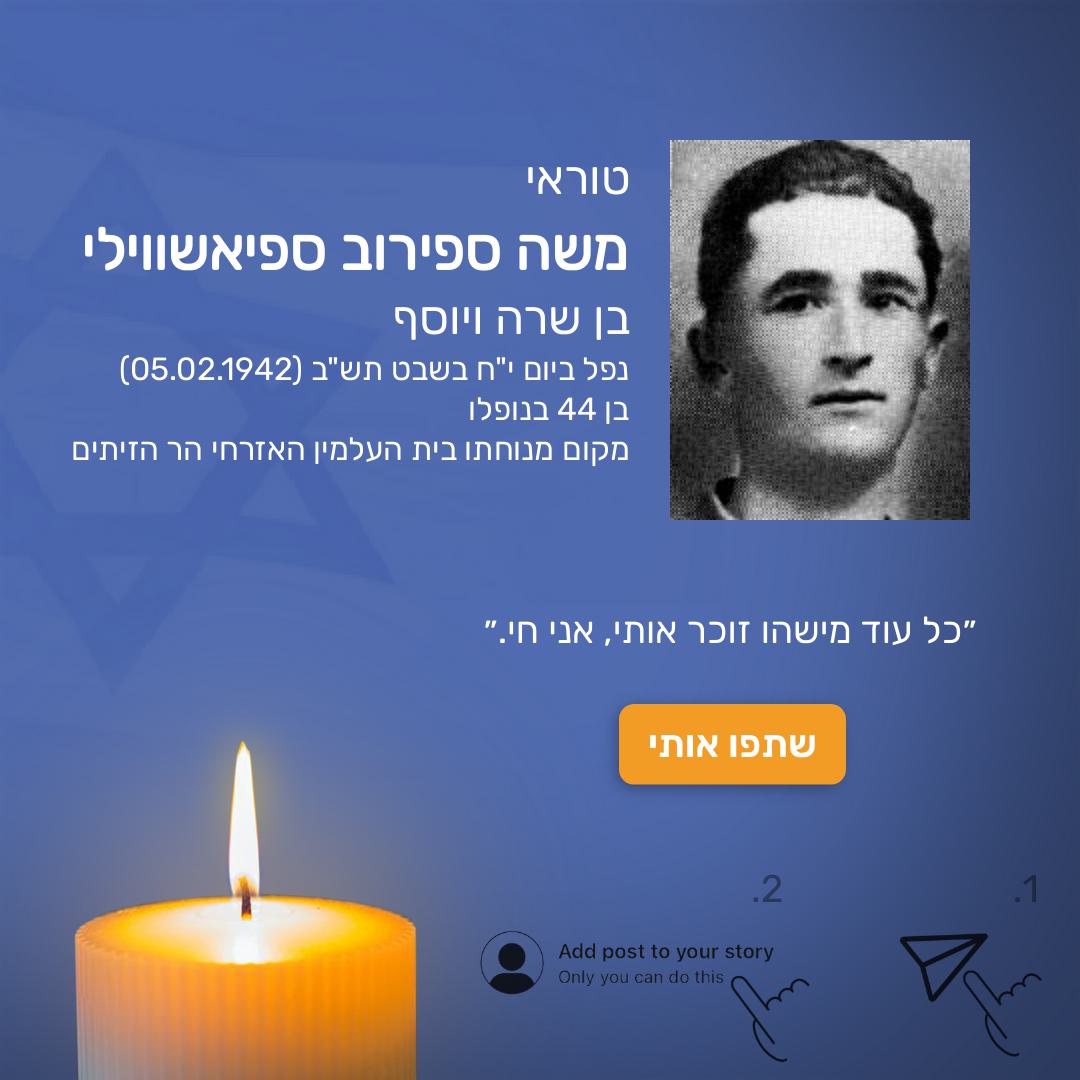 טוראי
משה ספירוב ספיאשווילי
בן שרה ויוסף
נפל ביום י"ח בשבט תש"ב (05.02.1942)
בן 44 בנופלו
מקום מנוחתו בית העלמין האזרחי הר הזיתים
״כל עוד מישהו זוכר אותי, אני חי.״
שתפו אותי
.1
.2
Add post to your story
Only you can do this